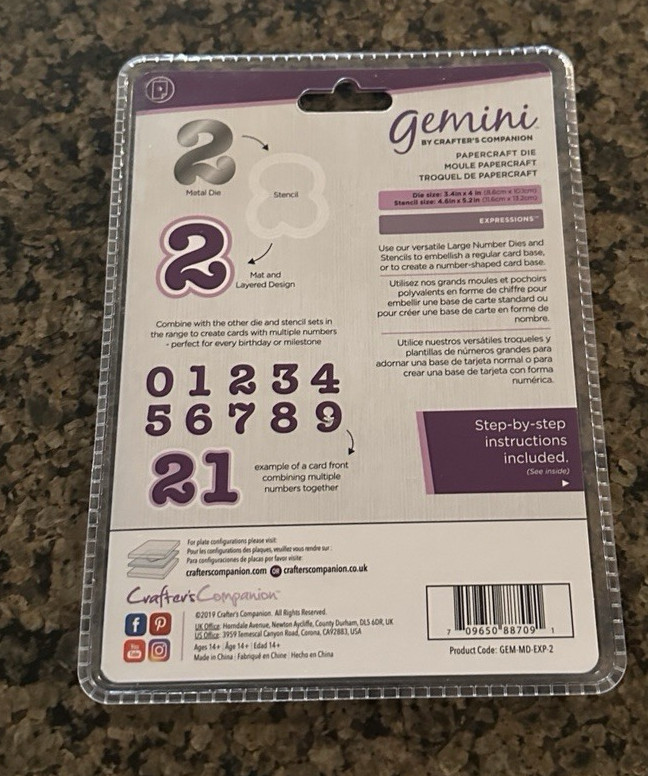 gemini
BY CRAFTER'S COMPANION
PAPERCRAFT DIE
MOULE PAPERCRAFT
TROQUEL DE PAPERCRAFT
Die size: 3.4in x 4 in (8.6cm x 10.1cm)
Stencil size: 4.6in x 5.2in (11.6cm x 13.2cm)
EXPRESSIONS™
2
Metal Die
Stencil
2
Mat and
Layered Design
Use our versatile Large Number Dies and
Stencils to embellish a regular card base,
or to create a number-shaped card base.
Utilisez nos grands moules et pochoirs
polyvalents en forme de chiffre pour
embellir une base de carte standard ou
pour créer une base de carte en forme de
nombre.
Utilice nuestros versátiles troqueles y
plantillas de números grandes para
adornar una base de tarjeta normal o para
crear una base de tarjeta con forma
numérica.
Combine with the other die and stencil sets in
the range to create cards with multiple numbers
- perfect for every birthday or milestone
0 1 2 3 4
5 6 7 8 9
21
example of a card front
combining multiple
numbers together
Step-by-step
instructions
included.
(See inside)
For plate configurations please visit:
Pour les configurations des plaques, veuillez vous rendre sur :
Para configuraciones de placas por favor visite:
crafterscompanion.com OR crafterscompanion.co.uk
Crafter's Companion™
©2019 Crafter's Companion. All Rights Reserved.
UK Office: Horndale Avenue, Newton Aycliffe, County Durham, DL5 6DR, UK
US Office: 3959 Temescal Canyon Road, Corona, CA92883, USA
Ages 14+ | Âge 14+ | Edad 14+
Made in China | Fabriqué en Chine | Hecho en China
7 09650 88709 1
Product Code: GEM-MD-EXP-2